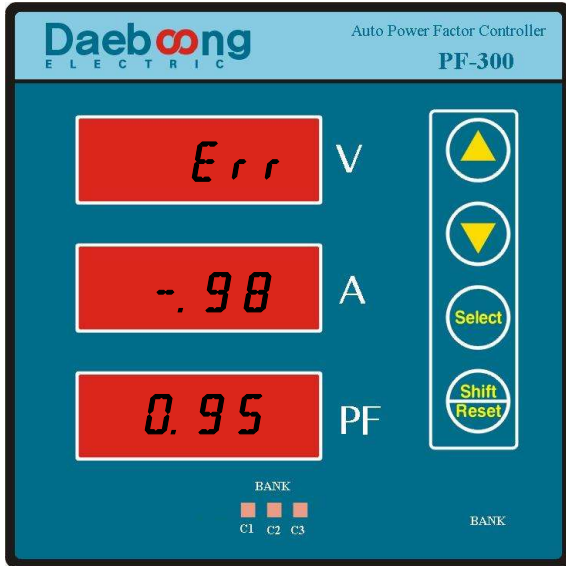 Daeboong
ELECTRIC
Auto Power Factor Controller
PF-300
Err V
-.98 A
Select
Shift
Reset
0.95 PF
BANK
C1 C2 C3
BANK